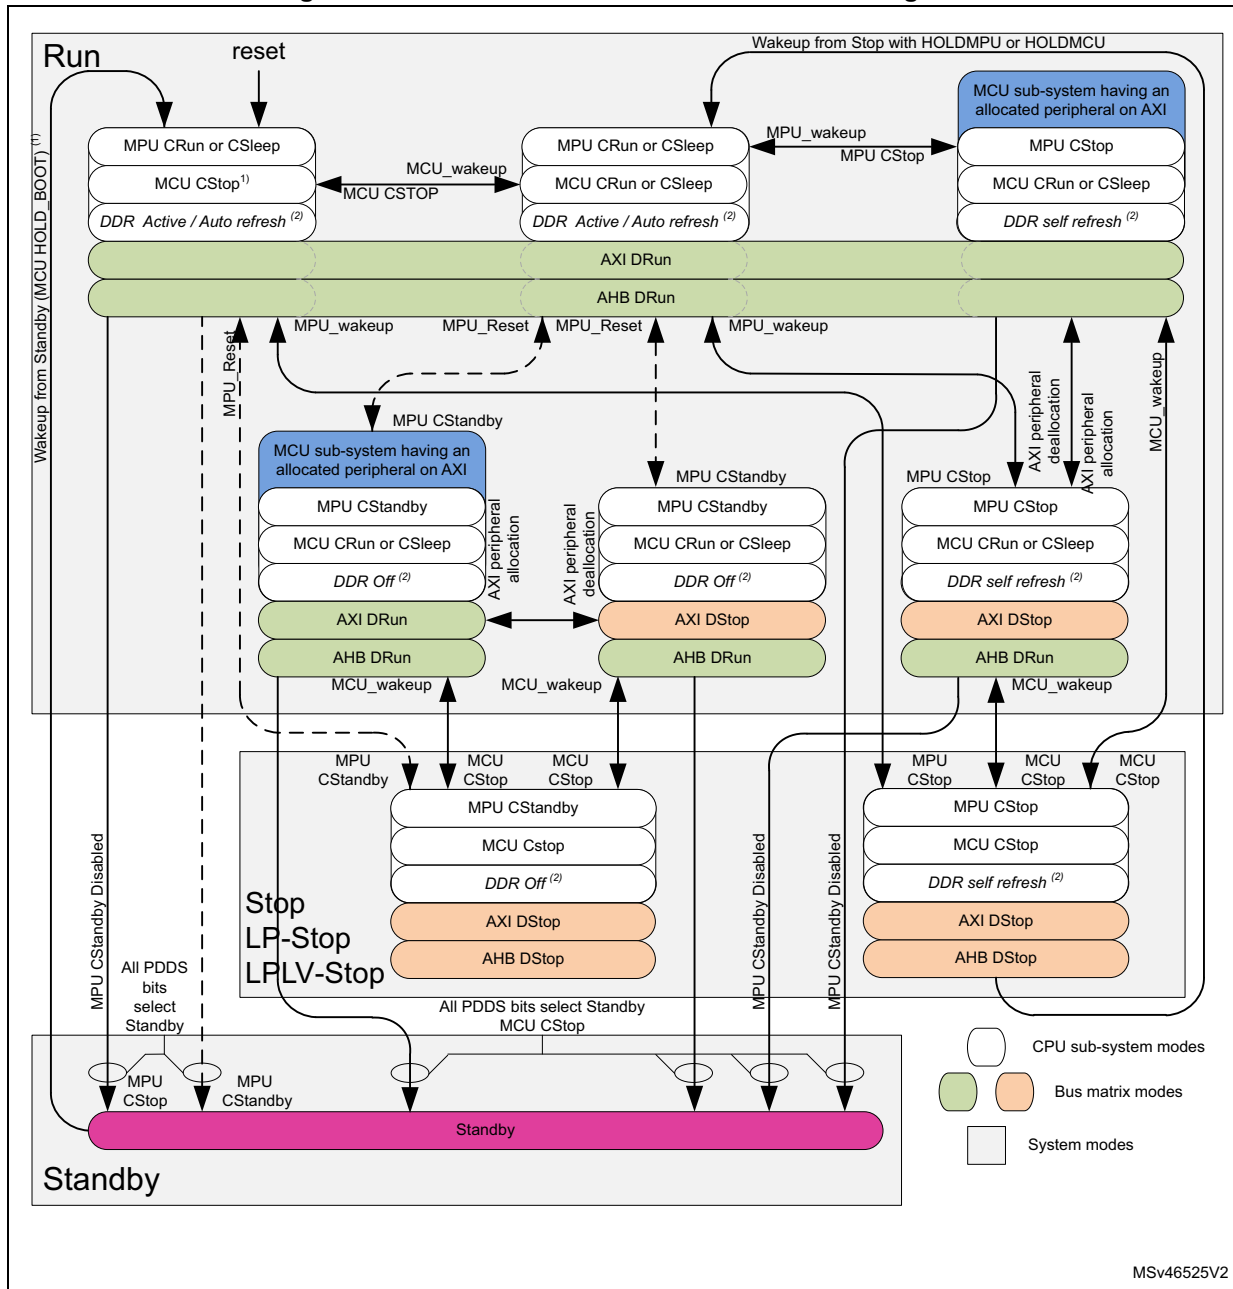 Run
reset
Wakeup from Stop with HOLDMPU or HOLDMCU
MCU sub-system having an
allocated peripheral on AXI
MPU CRun or CSleep
MCU CStop1)
DDR Active / Auto refresh (2)
MCU_wakeup
MCU CSTOP
MPU CRun or CSleep
MCU CRun or CSleep
DDR Active / Auto refresh (2)
MPU_wakeup
MPU CStop
MPU CStop
MCU CRun or CSleep
DDR self refresh (2)
AXI DRun
AHB DRun
Wakeup from Standby (MCU HOLD_BOOT) (1)
MPU_Reset
MPU_wakeup
MPU_Reset
MPU_Reset
MPU_wakeup
AXI peripheral
deallocation
AXI peripheral
allocation
MCU_wakeup
MPU CStandby
MCU sub-system having an
allocated peripheral on AXI
MPU CStandby
MCU CRun or CSleep
DDR Off (2)
AXI DRun
AHB DRun
AXI peripheral
allocation
AXI peripheral
deallocation
MPU CStandby
MPU CStandby
MCU CRun or CSleep
DDR Off (2)
AXI DStop
AHB DRun
MPU CStop
MPU CStop
MCU CRun or CSleep
DDR self refresh (2)
AXI DStop
AHB DRun
MCU_wakeup
MCU_wakeup
MCU_wakeup
MPU
CStandby
MCU
CStop
MCU
CStop
MPU
CStop
MCU
CStop
MCU
CStop
MPU CStandby
MCU Cstop
DDR Off (2)
AXI DStop
AHB DStop
MPU CStop
MCU CStop
DDR self refresh (2)
AXI DStop
AHB DStop
Stop
LP-Stop
LPLV-Stop
MPU CStandby Disabled
MPU CStandby Disabled
MPU CStandby Disabled
All PDDS
bits
select
Standby
All PDDS bits select Standby
MCU CStop
MPU
CStop
MPU
CStandby
Standby
Standby
CPU sub-system modes
Bus matrix modes
System modes
MSv46525V2